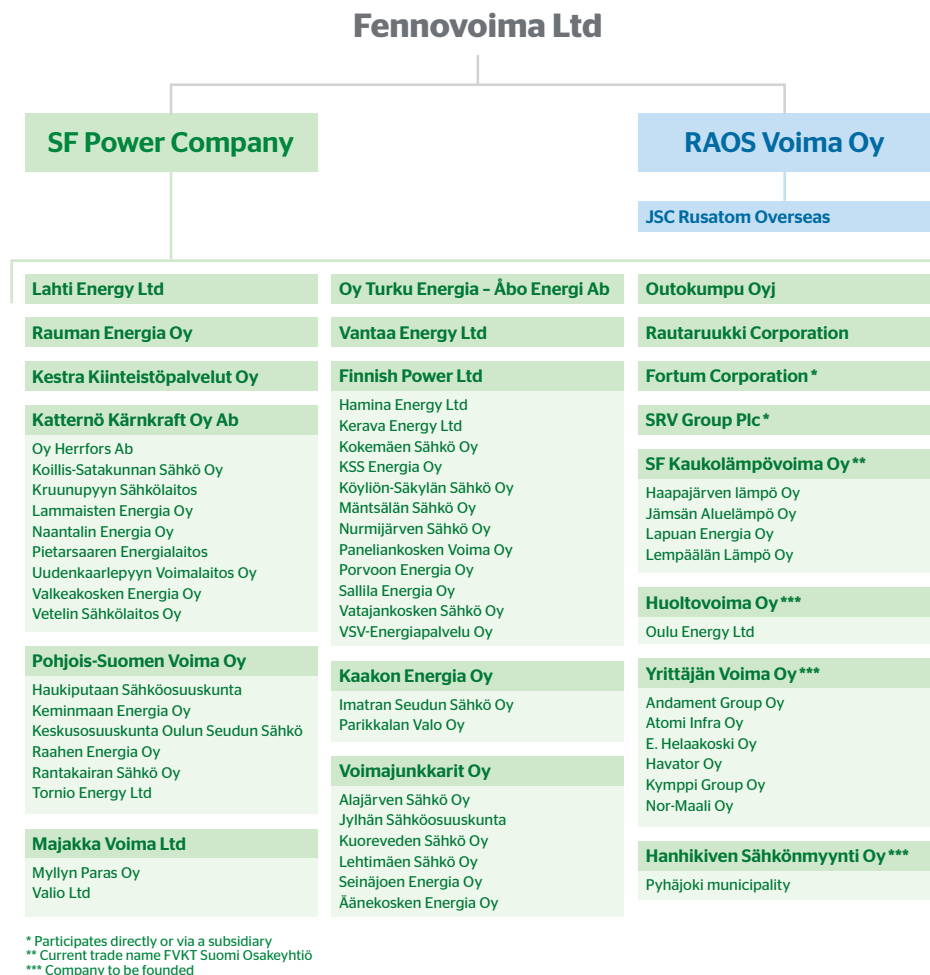 Fennovoima Ltd
SF Power Company
RAOS Voima Oy
JSC Rusatom Overseas
Lahti Energy Ltd
Rauman Energia Oy
Kestra Kiinteistöpalvelut Oy
Katternö Kärnkraft Oy Ab
Oy Herrfors Ab
Koillis-Satakunnan Sähkö Oy
Kruunupyyn Sähkölaitos
Lammaisten Energia Oy
Naantalin Energia Oy
Pietarsaaren Energialaitos
Uudenkaarlepyyn Voimalaitos Oy
Valkeakosken Energia Oy
Vetelin Sähkölaitos Oy
Pohjois-Suomen Voima Oy
Haukiputaan Sähköosuuskunta
Keminmaan Energia Oy
Keskusosuuskunta Oulun Seudun Sähkö
Raahen Energia Oy
Rantakairan Sähkö Oy
Tornio Energy Ltd
Majakka Voima Ltd
Myllyn Paras Oy
Valio Ltd
Oy Turku Energia – Åbo Energi Ab
Vantaa Energy Ltd
Finnish Power Ltd
Hamina Energy Ltd
Kerava Energy Ltd
Kokemäen Sähkö Oy
KSS Energia Oy
Köyliön-Säkylän Sähkö Oy
Mäntsälän Sähkö Oy
Nurmijärven Sähkö Oy
Paneliankosken Voima Oy
Porvoon Energia Oy
Sallila Energia Oy
Vatajankosken Sähkö Oy
VSV-Energiapalvelu Oy
Kaakon Energia Oy
Imatran Seudun Sähkö Oy
Parikkalan Valo Oy
Voimajunkkarit Oy
Alajärven Sähkö Oy
Jylhän Sähköosuuskunta
Kuoreveden Sähkö Oy
Lehtimäen Sähkö Oy
Seinäjoen Energia Oy
Äänekosken Energia Oy
Outokumpu Oyj
Rautaruukki Corporation
Fortum Corporation *
SRV Group Plc *
SF Kaukolämpövoima Oy **
Haapajärven lämpö Oy
Jämsän Aluelämpö Oy
Lapuan Energia Oy
Lempäälän Lämpö Oy
Huoltovoima Oy ***
Oulu Energy Ltd
Yrittäjän Voima Oy ***
Andament Group Oy
Atomi Infra Oy
E. Helaakoski Oy
Havator Oy
Kymppi Group Oy
Nor-Maali Oy
Hanhikiven Sähkönmyynti Oy ***
Pyhäjoki municipality
* Participates directly or via a subsidiary
** Current trade name FVKT Suomi Osakeyhtiö
*** Company to be founded